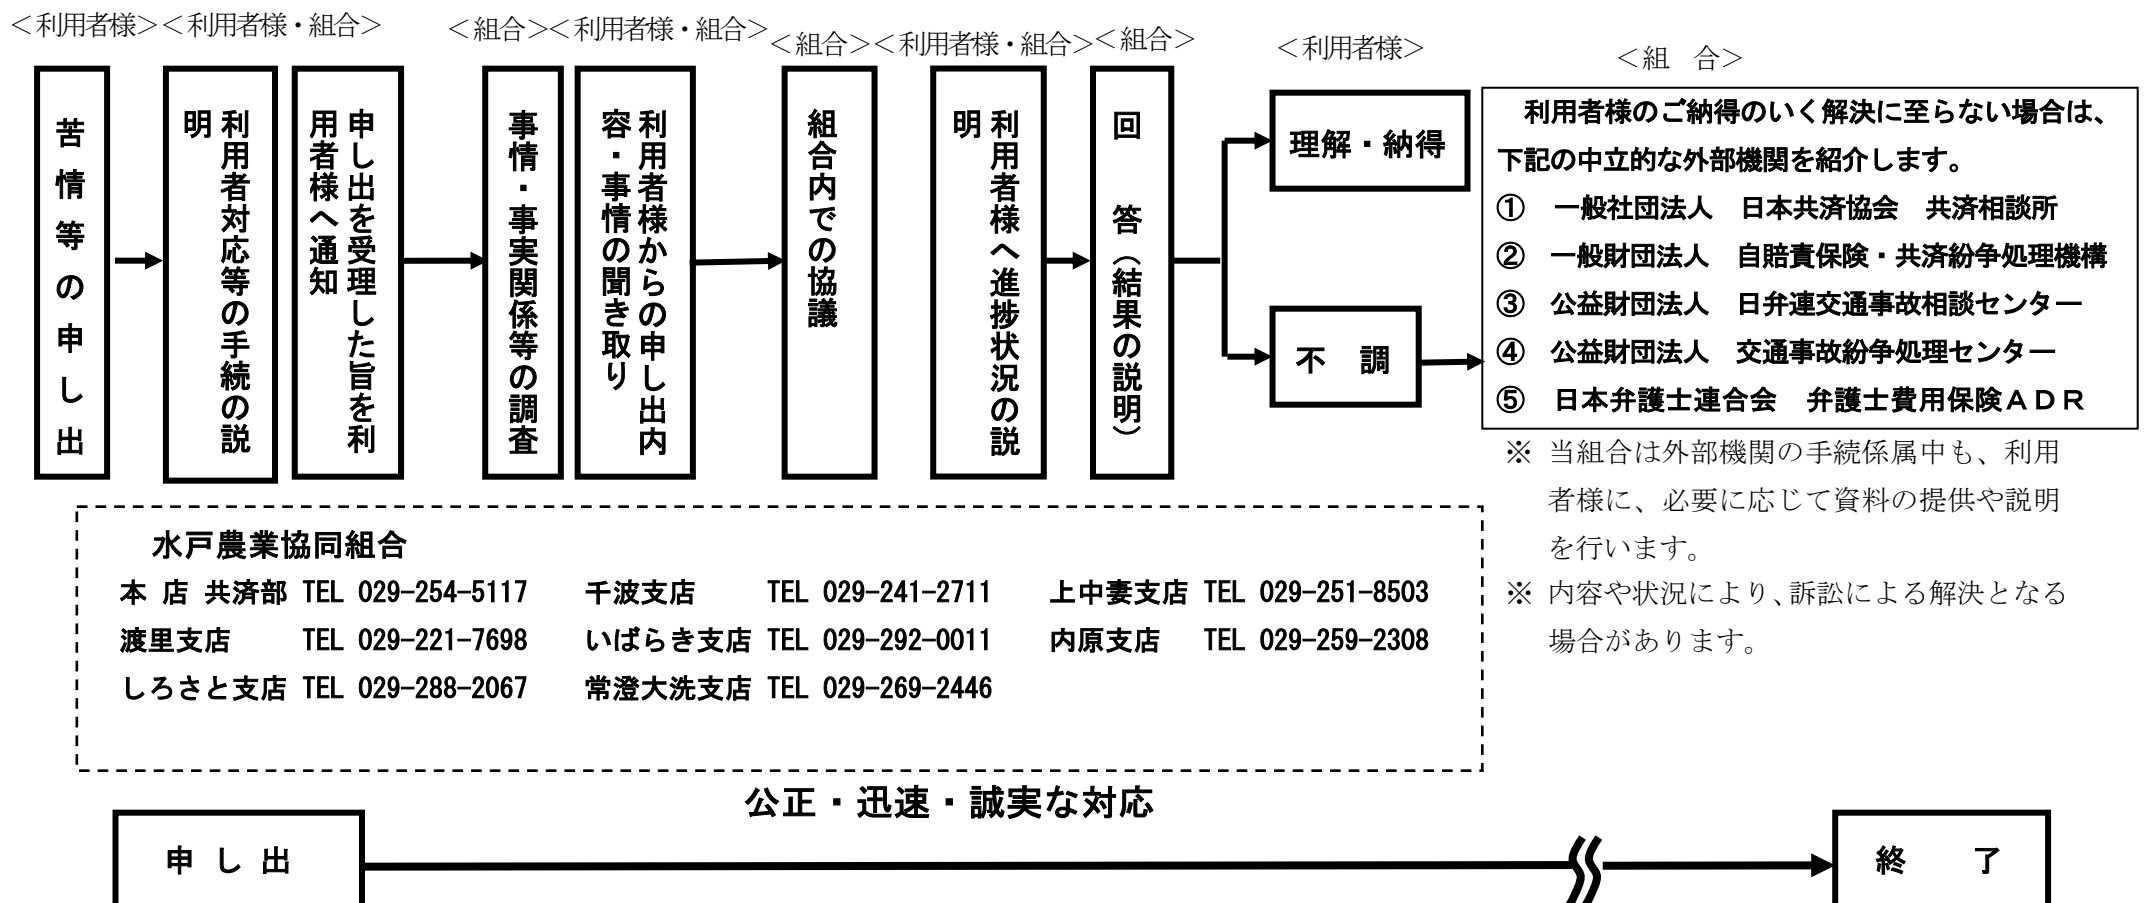 ＜利用者様＞＜利用者様・組合＞　＜組合＞＜利用者様・組合＞＜組合＞＜利用者様・組合＞＜組合＞　＜利用者様＞　＜組　合＞
苦情等の申し出
利用者対応等の手続の説
明
申し出を受理した旨を利
用者様へ通知
事情・事実関係等の調査
利用者様からの申し出内
容・事情の聞き取り
組合内での協議
利用者様へ進捗状況の説
明
回　答（結果の説明）
理解・納得
不　調
利用者様のご納得のいく解決に至らない場合は、
下記の中立的な外部機関を紹介します。
①　一般社団法人　日本共済協会　共済相談所
②　一般財団法人　自賠責保険・共済紛争処理機構
③　公益財団法人　日弁連交通事故相談センター
④　公益財団法人　交通事故紛争処理センター
⑤　日本弁護士連合会　弁護士費用保険ＡＤＲ
※ 当組合は外部機関の手続係属中も、利用
者様に、必要に応じて資料の提供や説明
を行います。
※ 内容や状況により、訴訟による解決となる
場合があります。
水戸農業協同組合
本 店 共済部 TEL 029-254-5117　千波支店 TEL 029-241-2711　上中妻支店 TEL 029-251-8503
渡里支店 TEL 029-221-7698　いばらき支店 TEL 029-292-0011　内原支店 TEL 029-259-2308
しろさと支店 TEL 029-288-2067　常澄大洗支店 TEL 029-269-2446
公正・迅速・誠実な対応
申 し 出
終　了